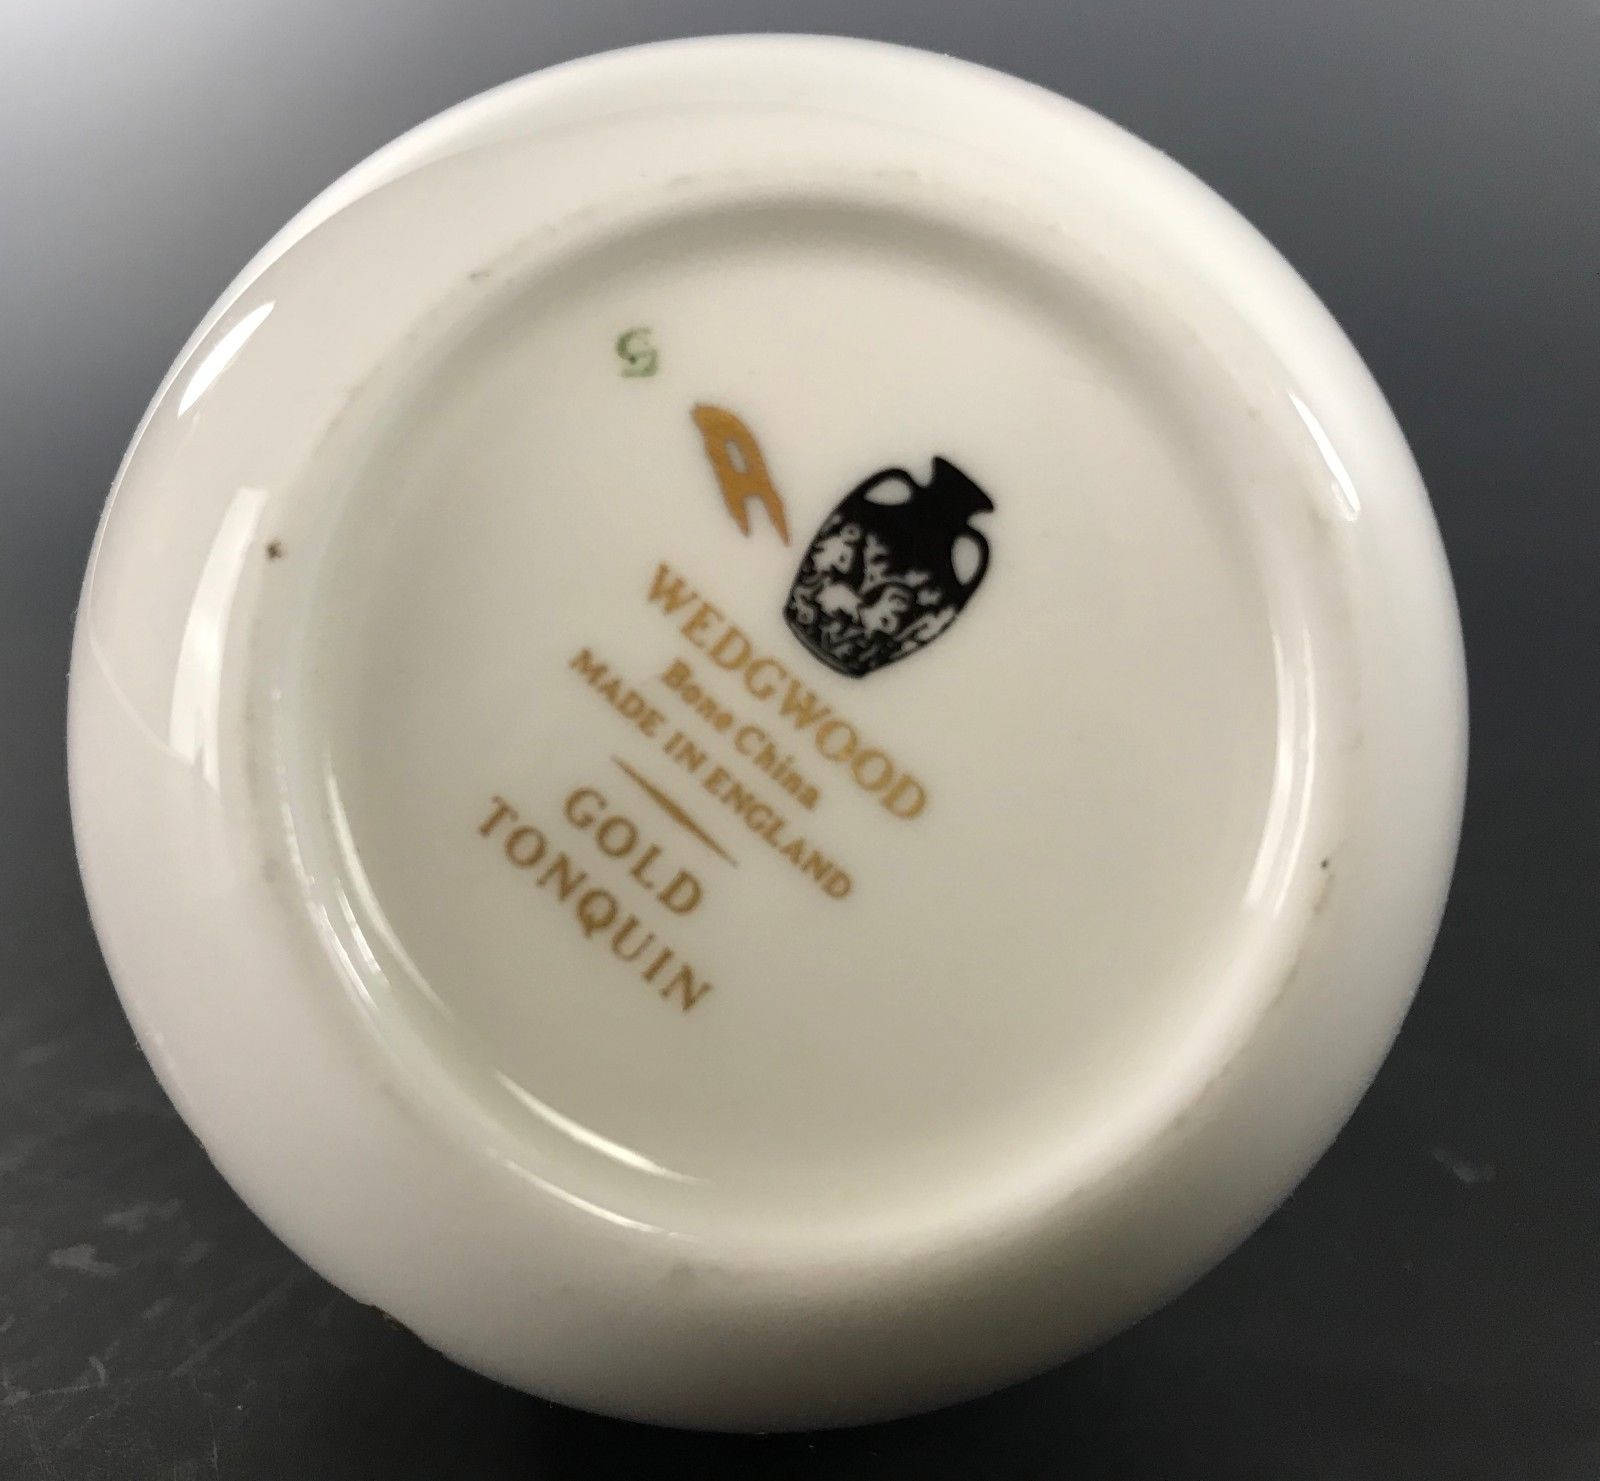 WEDGWOOD
Bone China
MADE IN ENGLAND
GOLD
TONQUIN